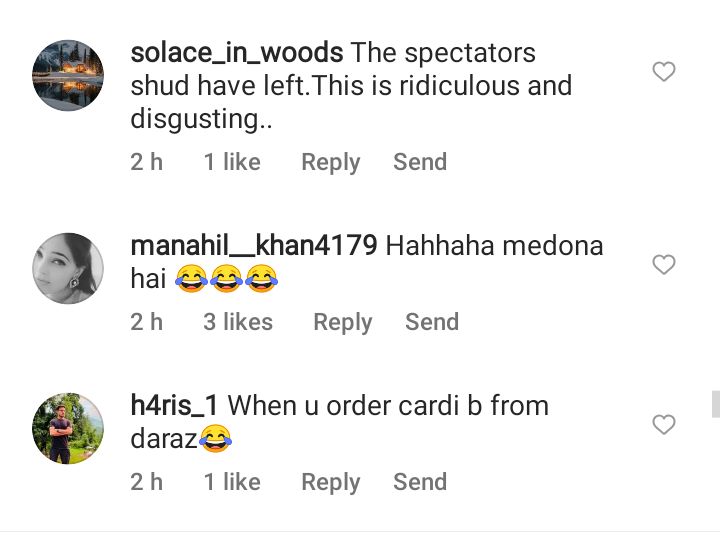 solace_in_woods The spectators
shud have left.This is ridiculous and
disgusting..
2 h 1 like Reply Send
manahil__khan4179 Hahhaha medona
hai 😂😂😂
2 h 3 likes Reply Send
h4ris_1 When u order cardi b from
daraz😂
2 h 1 like Reply Send